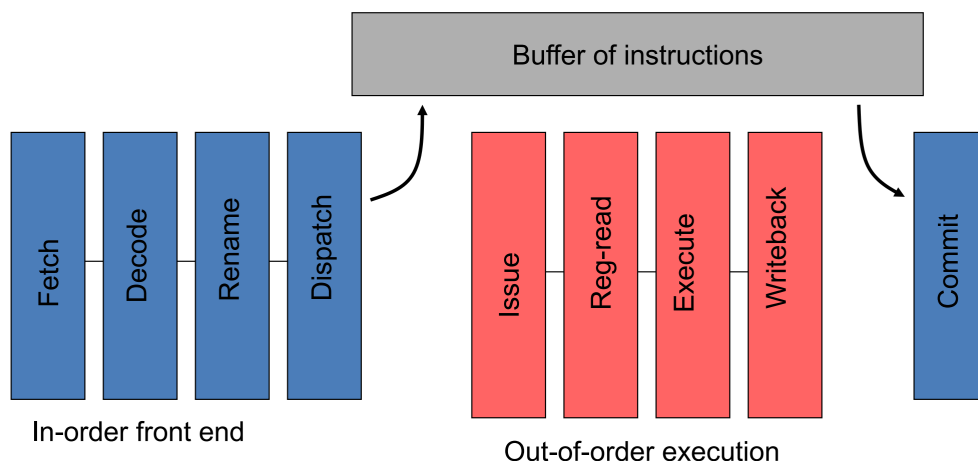 Buffer of instructions
Fetch
Decode
Rename
Dispatch
Issue
Reg-read
Execute
Writeback
Commit
In-order front end
Out-of-order execution